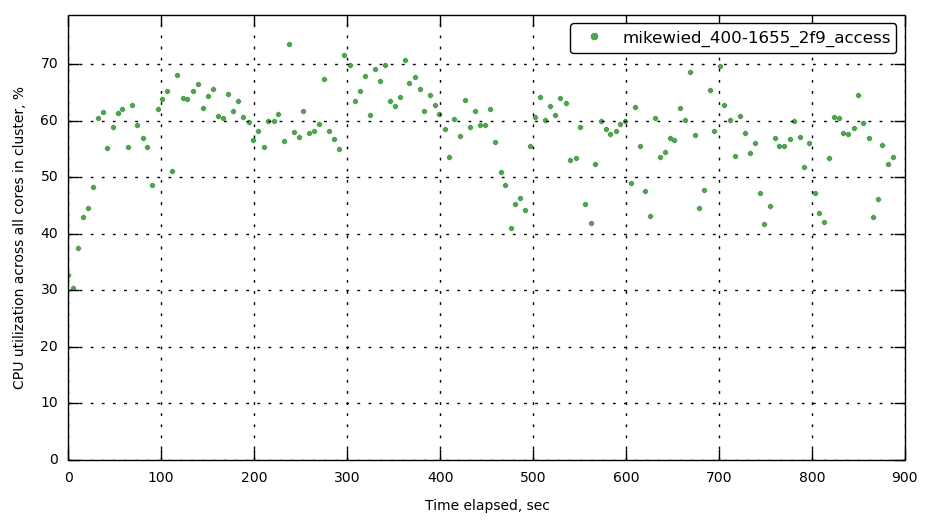 mikewied_400-1655_2f9_access
CPU utilization across all cores in cluster, %
70
60
50
40
30
20
10
0
0 100 200 300 400 500 600 700 800 900
Time elapsed, sec